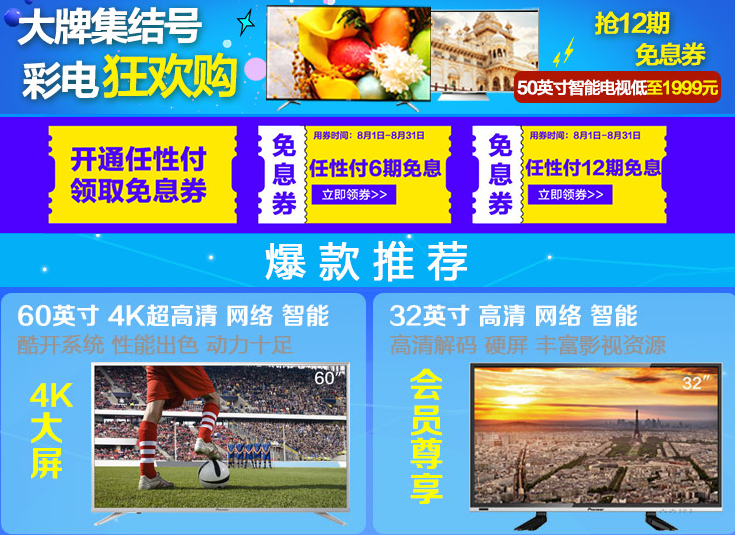 大牌集结号
彩电狂欢购
抢12期
免息券
50英寸智能电视低至1999元
开通任性付
领取免息券
免息券
用券时间：8月1日-8月31日
任性付6期免息
立即领券>>
免息券
用券时间：8月1日-8月31日
任性付12期免息
立即领券>>
爆款推荐
60英寸 4K超高清 网络 智能
酷开系统 性能出色 动力十足
4K大屏
60"
Pioneer
32英寸 高清 网络 智能
高清解码 硬屏 丰富影视资源
会员尊享
32"
Pioneer